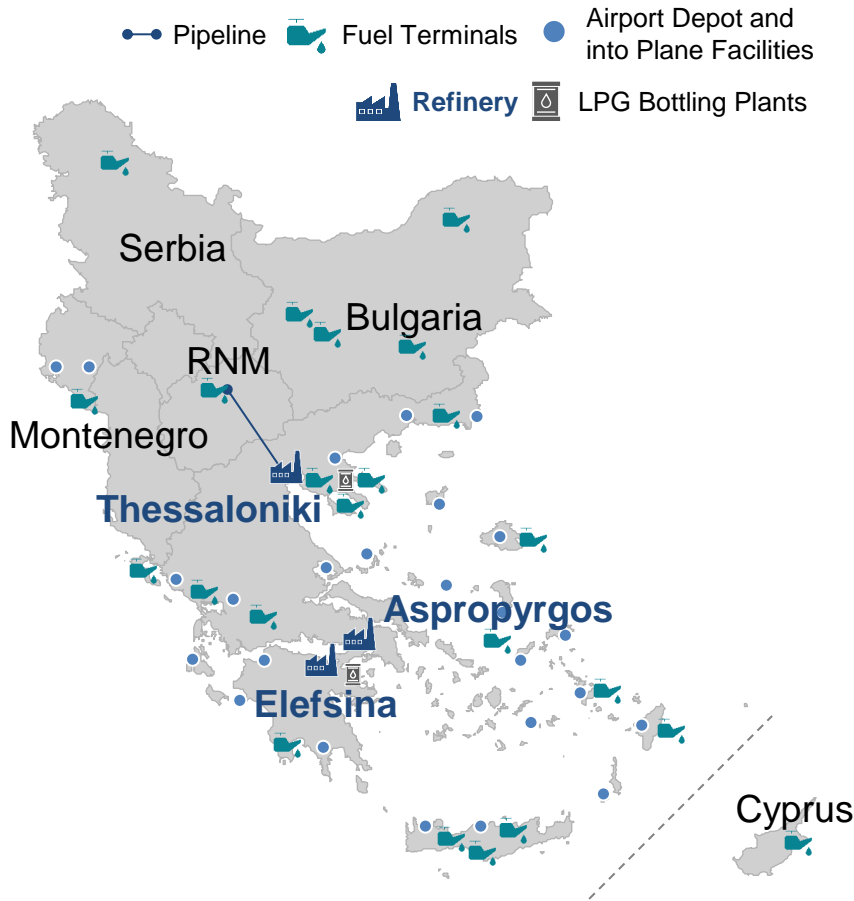 Pipeline
Fuel Terminals
Airport Depot and
into Plane Facilities
Refinery
LPG Bottling Plants
Serbia
Bulgaria
RNM
Montenegro
Thessaloniki
Aspropyrgos
Elefsina
Cyprus